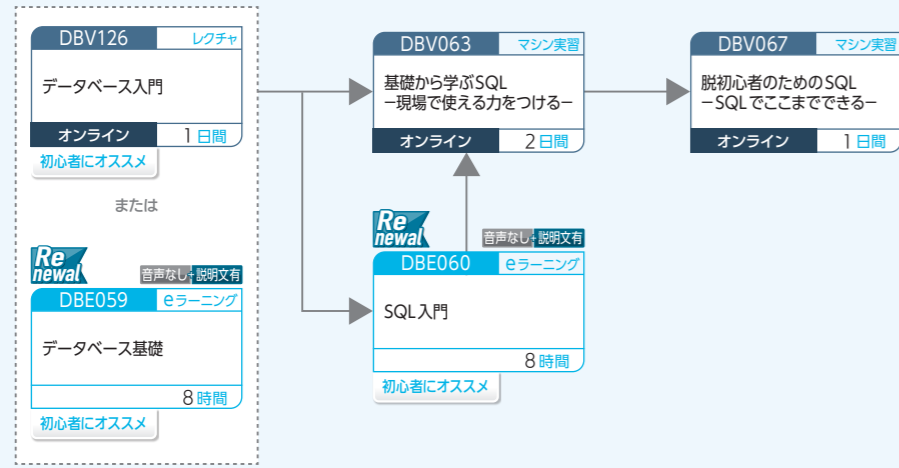 DBV126 レクチャ
データベース入門
オンライン 1日間
初心者にオススメ
または
Re
newal
音声なし+説明文有
DBE059 eラーニング
データベース基礎
8時間
初心者にオススメ
DBV063 マシン実習
基礎から学ぶSQL
−現場で使える力をつける−
オンライン 2日間
Re
newal
音声なし+説明文有
DBE060 eラーニング
SQL入門
8時間
初心者にオススメ
DBV067 マシン実習
脱初心者のためのSQL
−SQLでここまでできる−
オンライン 1日間